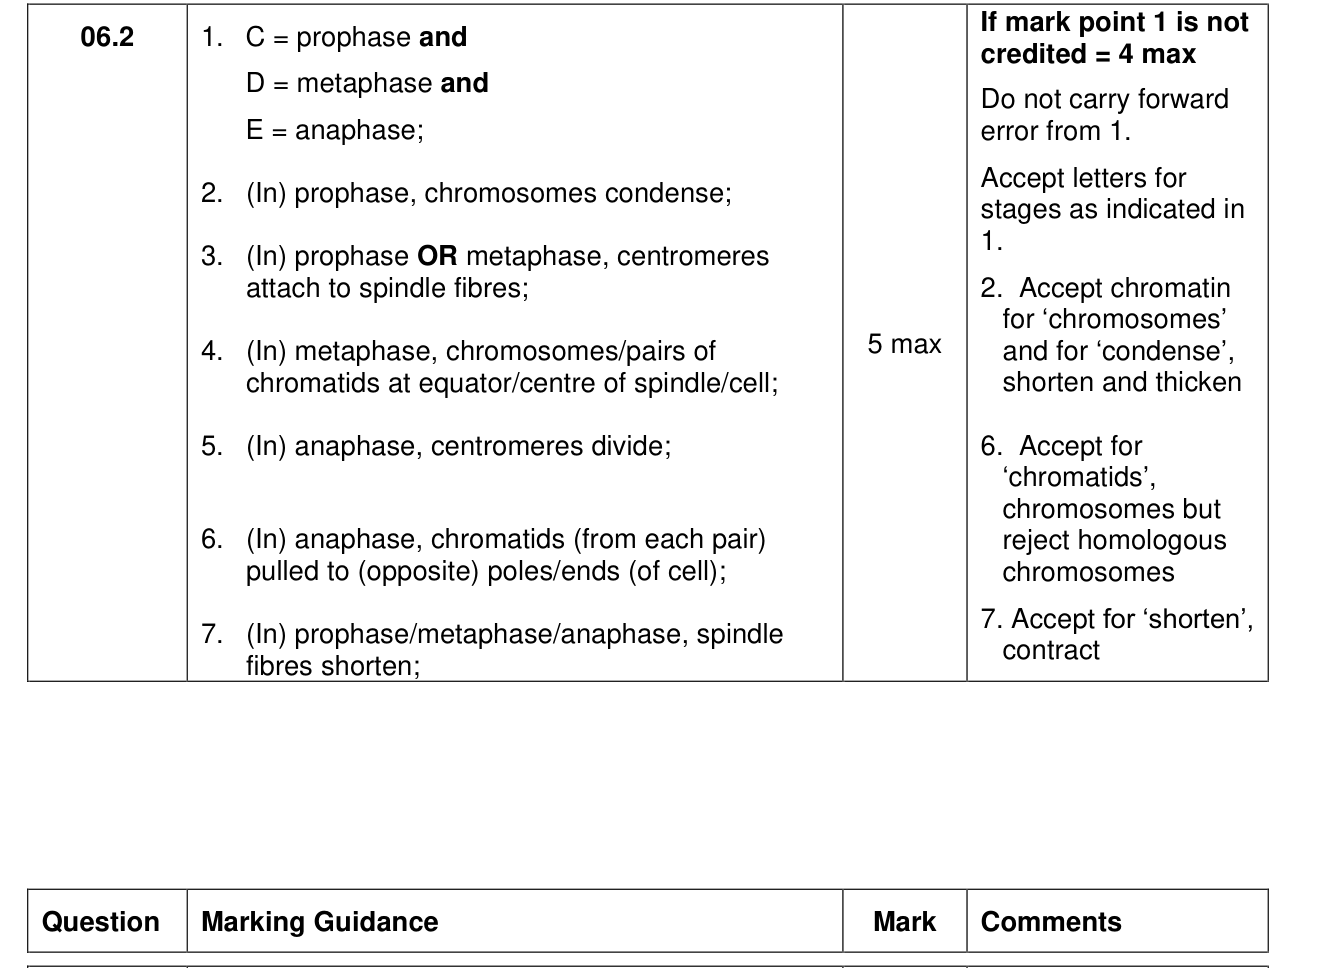 06.2
1. C = prophase and
D = metaphase and
E = anaphase;
2. (In) prophase, chromosomes condense;
3. (In) prophase OR metaphase, centromeres
attach to spindle fibres;
4. (In) metaphase, chromosomes/pairs of
chromatids at equator/centre of spindle/cell;
5. (In) anaphase, centromeres divide;
6. (In) anaphase, chromatids (from each pair)
pulled to (opposite) poles/ends (of cell);
7. (In) prophase/metaphase/anaphase, spindle
fibres shorten;
5 max
If mark point 1 is not
credited = 4 max
Do not carry forward
error from 1.
Accept letters for
stages as indicated in
1.
2. Accept chromatin
for ‘chromosomes’
and for ‘condense’,
shorten and thicken
6. Accept for
‘chromatids’,
chromosomes but
reject homologous
chromosomes
7. Accept for ‘shorten’,
contract
Question Marking Guidance Mark Comments